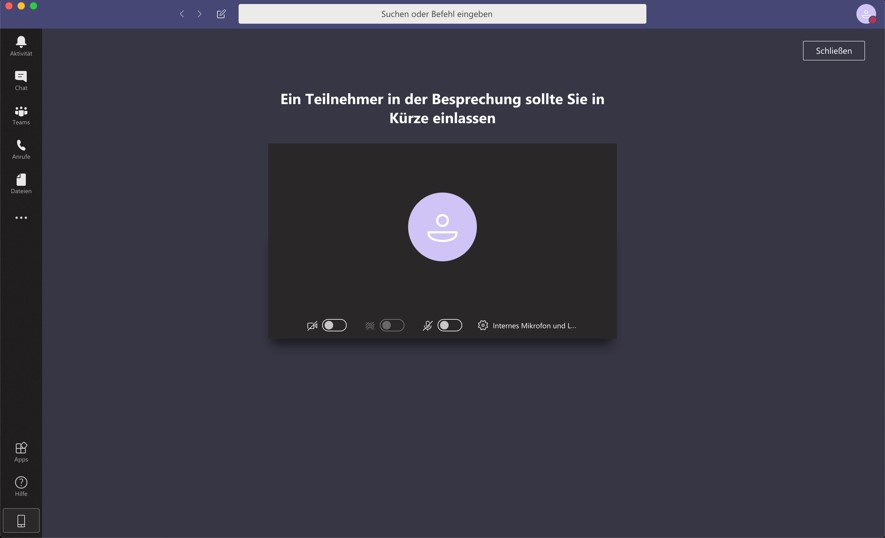 Suchen oder Befehl eingeben
Aktivität
Chat
Teams
Anrufe
Dateien
Schließen
Ein Teilnehmer in der Besprechung sollte Sie in
Kürze einlassen
Internes Mikrofon und L...
Apps
Hilfe